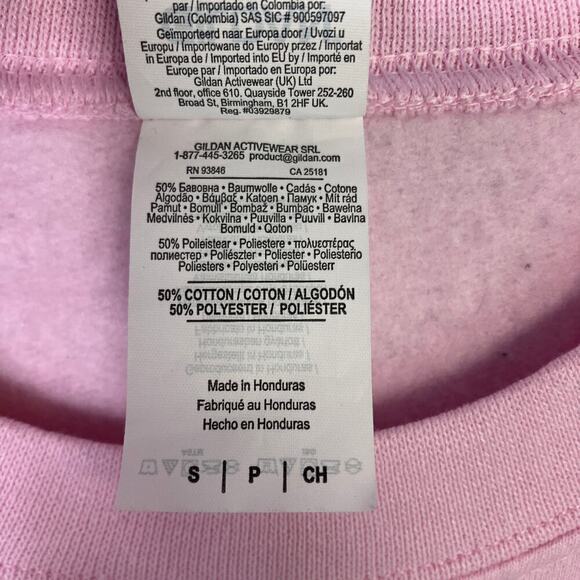 par / Importado en Colombia por:
Gildan (Colombia) SAS SIC # 900597097
Geïmporteerd naar Europa door / Uvozi u
Europu / Importowane do Europy przez / Importat
in Europa de / Imported into EU by / Importé en
Europe par / Importado en Europa por:
Gildan Activewear (UK) Ltd
2nd floor, office 610. Quayside Tower 252-260
Broad St, Birmingham, B1 2HF UK.
Reg. #03929879
GILDAN ACTIVEWEAR SRL
1-877-445-3265 product@gildan.com
RN 93846 CA 25181
50% Бавовна • Baumwolle • Cadás • Cotone
Algodão • Βάμβαξ • Katoen • Памук • Mit rád
Pamut • Bomull • Bombaž • Bumbac • Bawełna
Medvilnės • Kokvilna • Puuvilla • Puuvill • Bavlna
Bomuld • Qoton
50% Poileistear • Poliestere • πολυεστέρας
полиестер • Poliészter • Poliester • Poliesteño
Poliesters • Polyesteri • Polüesterr
50% COTTON / COTON / ALGODÓN
50% POLYESTER / POLIÉSTER
Made in Honduras
Fabriqué au Honduras
Hecho en Honduras
S | P | CH